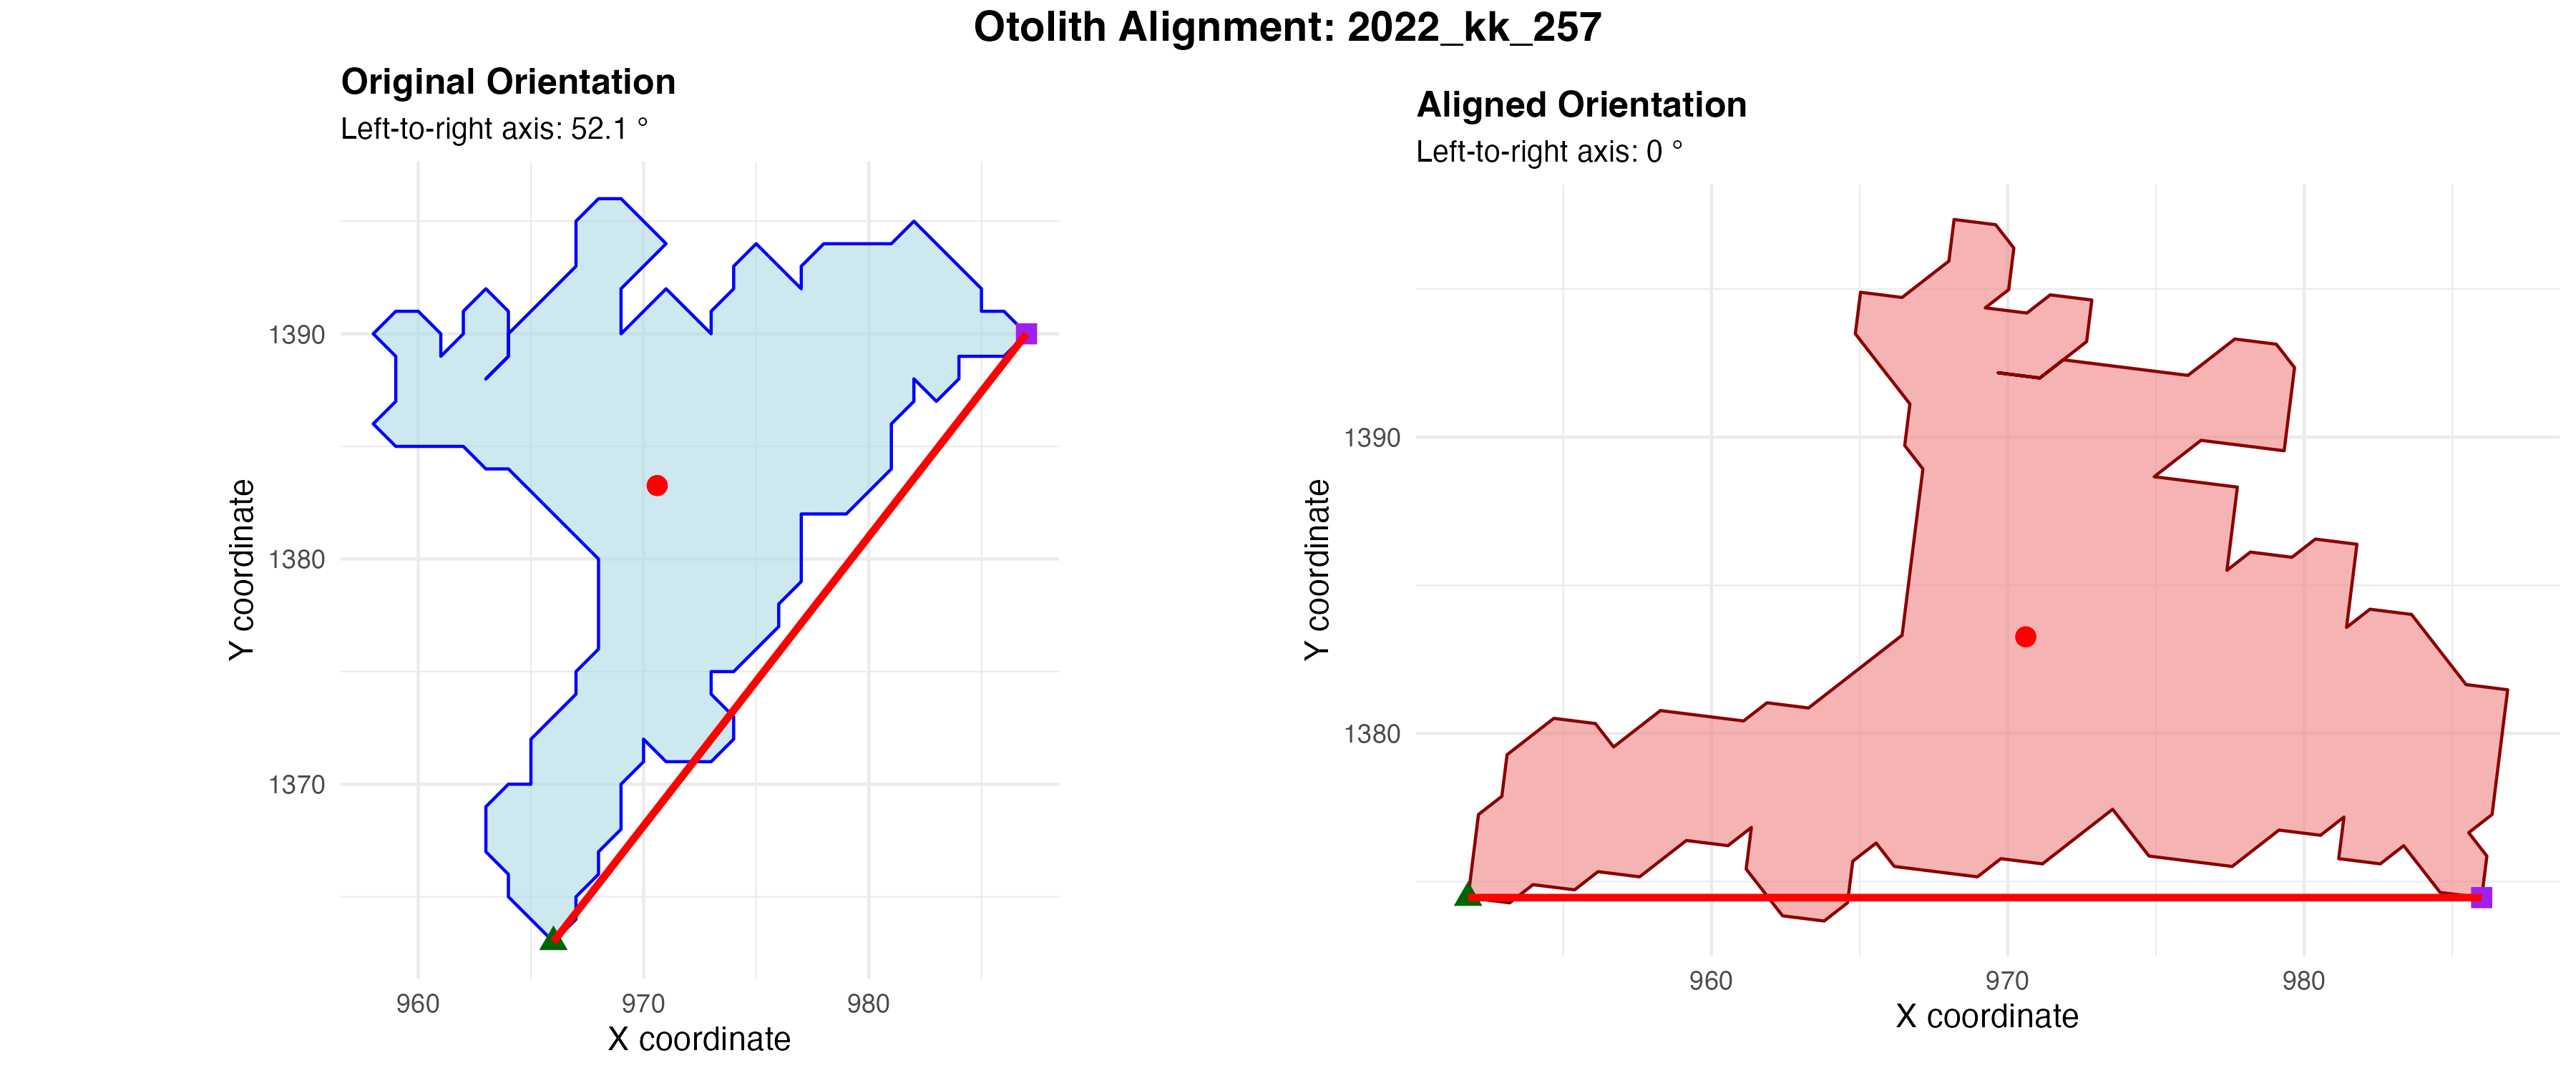 Otolith Alignment: 2022_kk_257
Original Orientation
Left-to-right axis: 52.1 °
1390
1380
1370
960
970
980
X coordinate
Y coordinate
Aligned Orientation
Left-to-right axis: 0 °
1390
1380
960
970
980
X coordinate
Y coordinate